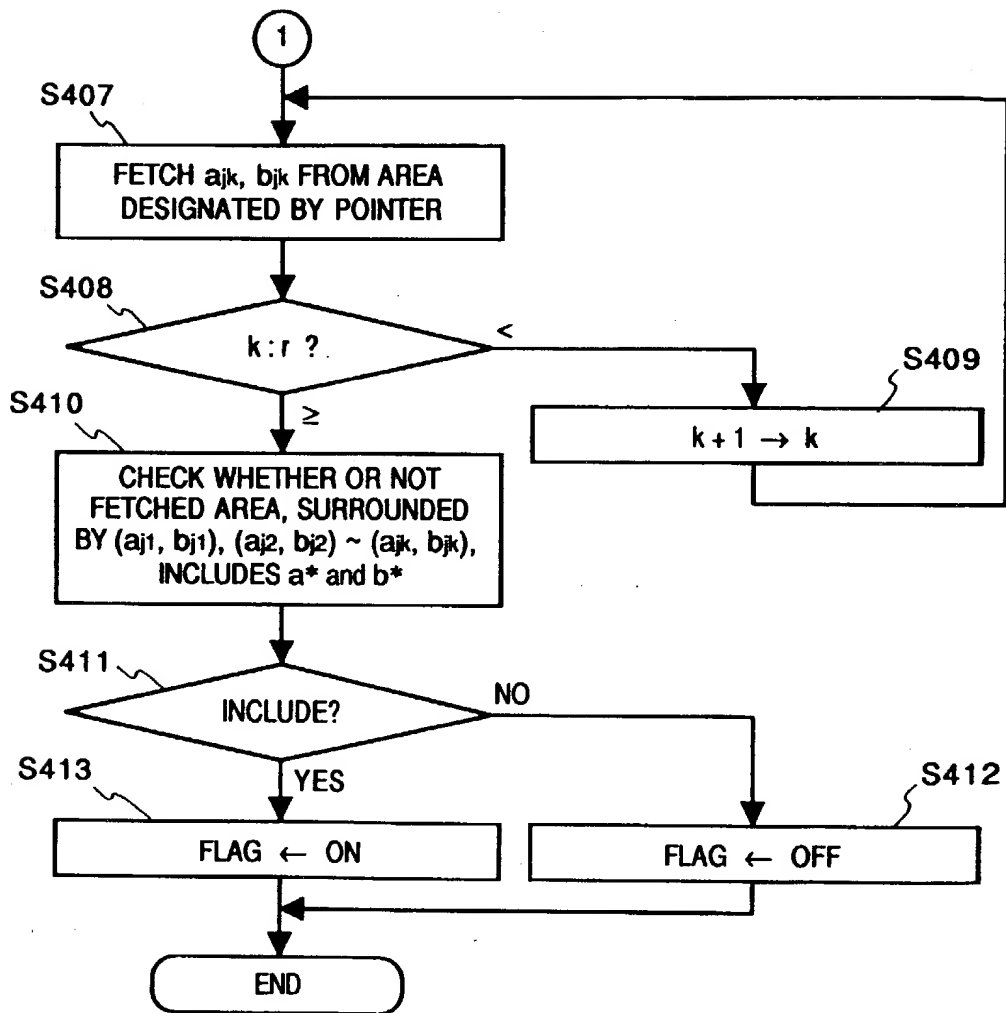 1
S407
FETCH ajk, bjk FROM AREA
DESIGNATED BY POINTER
S408
k : r ?
<
S409
k + 1 → k
S410
≥
CHECK WHETHER OR NOT
FETCHED AREA, SURROUNDED
BY (aj1, bj1), (aj2, bj2) ~ (ajk, bjk),
INCLUDES a* and b*
S411
INCLUDE?
NO
S413
YES
S412
FLAG ← ON
FLAG ← OFF
END